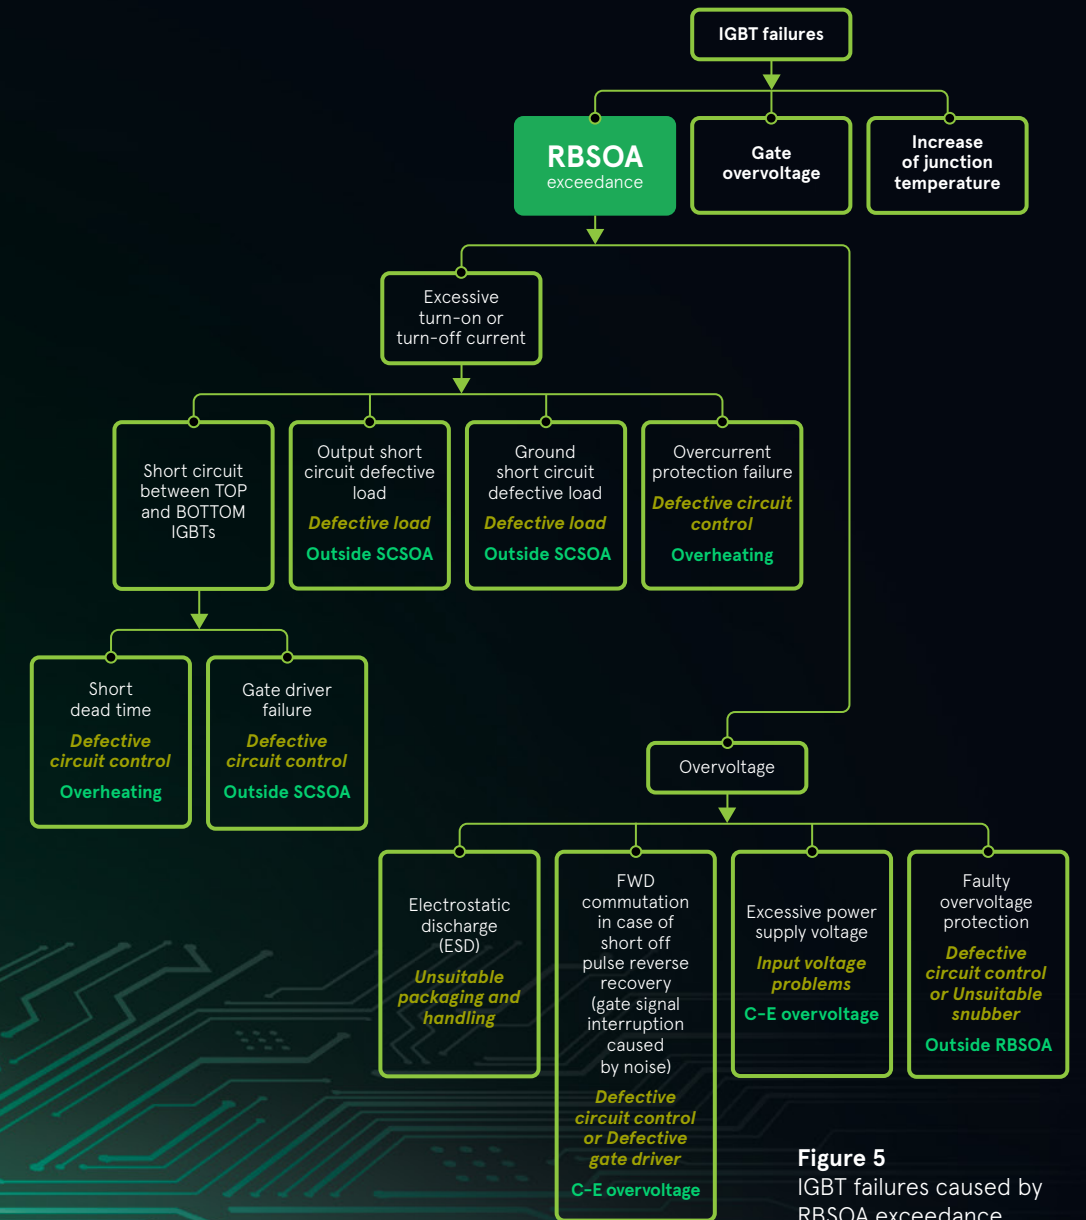 IGBT failures
RBSOA
exceedance
Gate
overvoltage
Increase
of junction
temperature
Excessive
turn-on or
turn-off current
Short circuit
between TOP
and BOTTOM
IGBTs
Output short
circuit defective
load
Defective load
Outside SCSOA
Ground
short circuit
defective load
Defective load
Outside SCSOA
Overcurrent
protection failure
Defective circuit
control
Overheating
Short
dead time
Defective
circuit control
Overheating
Gate driver
failure
Defective
circuit control
Outside SCSOA
Overvoltage
Electrostatic
discharge
(ESD)
Unsuitable
packaging and
handling
FWD
commutation
in case of
short off
pulse reverse
recovery
(gate signal
interruption
caused
by noise)
Defective
circuit control
or Defective
gate driver
C-E overvoltage
Excessive power
supply voltage
Input voltage
problems
C-E overvoltage
Faulty
overvoltage
protection
Defective
circuit control
or Unsuitable
snubber
Outside RBSOA
Figure 5
IGBT failures caused by
RBSOA exceedance